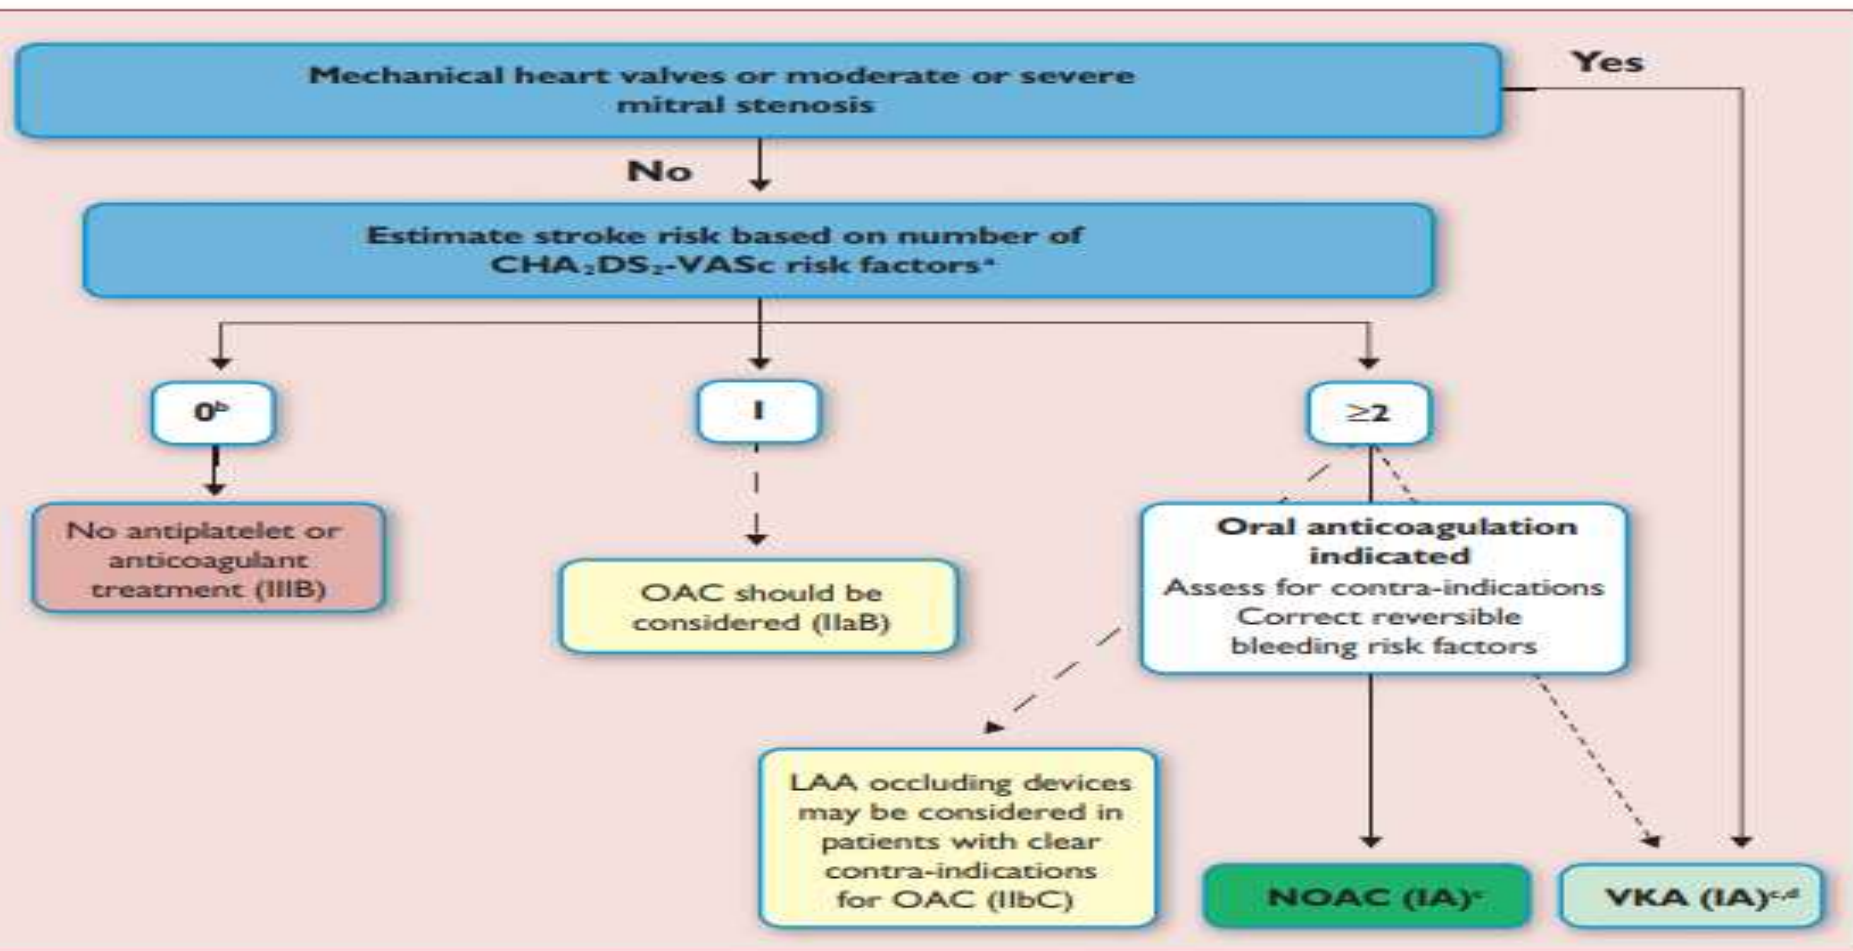 Mechanical heart valves or moderate or severe
mitral stenosis
Yes
No
Estimate stroke risk based on number of
CHA₂DS₂-VASc risk factorsᵃ
0ᵇ
1
≥2
No antiplatelet or
anticoagulant
treatment (IIIB)
OAC should be
considered (IIaB)
Oral anticoagulation
indicated
Assess for contra-indications
Correct reversible
bleeding risk factors
LAA occluding devices
may be considered in
patients with clear
contra-indications
for OAC (IIbC)
NOAC (IA)ᶜ
VKA (IA)ᶜ,ᵈ